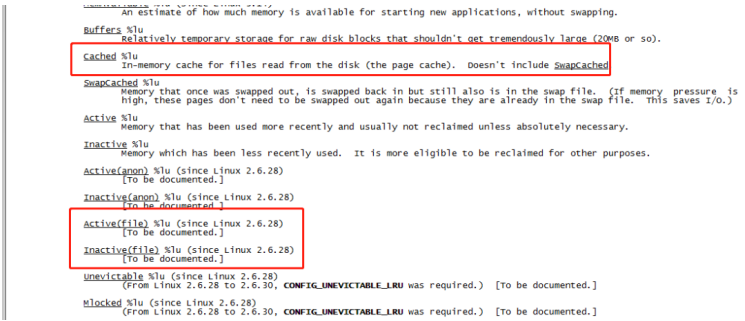 An estimate of how much memory is available for starting new applications, without swapping.
Buffers %lu
Relatively temporary storage for raw disk blocks that shouldn't get tremendously large (20MB or so).
Cached %lu
In-memory cache for files read from the disk (the page cache).  Doesn't include SwapCached
SwapCached %lu
Memory that once was swapped out, is swapped back in but still also is in the swap file.  (If memory  pressure  is
high, these pages don't need to be swapped out again because they are already in the swap file.  This saves I/O.)
Active %lu
Memory that has been used more recently and usually not reclaimed unless absolutely necessary.
Inactive %lu
Memory which has been less recently used.  It is more eligible to be reclaimed for other purposes.
Active(anon) %lu (since Linux 2.6.28)
[To be documented.]
Inactive(anon) %lu (since Linux 2.6.28)
[To be documented.]
Active(file) %lu (since Linux 2.6.28)
[To be documented.]
Inactive(file) %lu (since Linux 2.6.28)
[To be documented.]
Unevictable %lu (since Linux 2.6.28)
(From Linux 2.6.28 to 2.6.30, CONFIG_UNEVICTABLE_LRU was required.)  [To be documented.]
Mlocked %lu (since Linux 2.6.28)
(From Linux 2.6.28 to 2.6.30, CONFIG_UNEVICTABLE_LRU was required.)  [To be documented.]